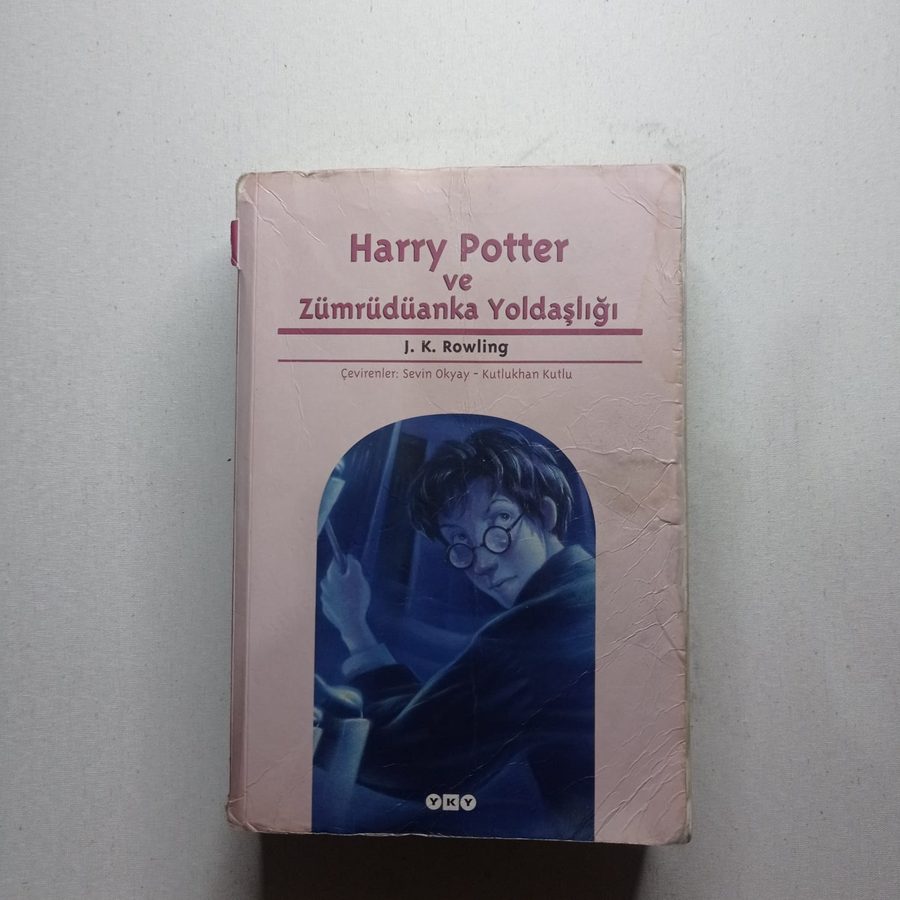 Harry Potter
ve
Zümrüdüanka Yoldaşlığı
J. K. Rowling
Çevirenler: Sevin Okyay - Kutlukhan Kutlu
YKY